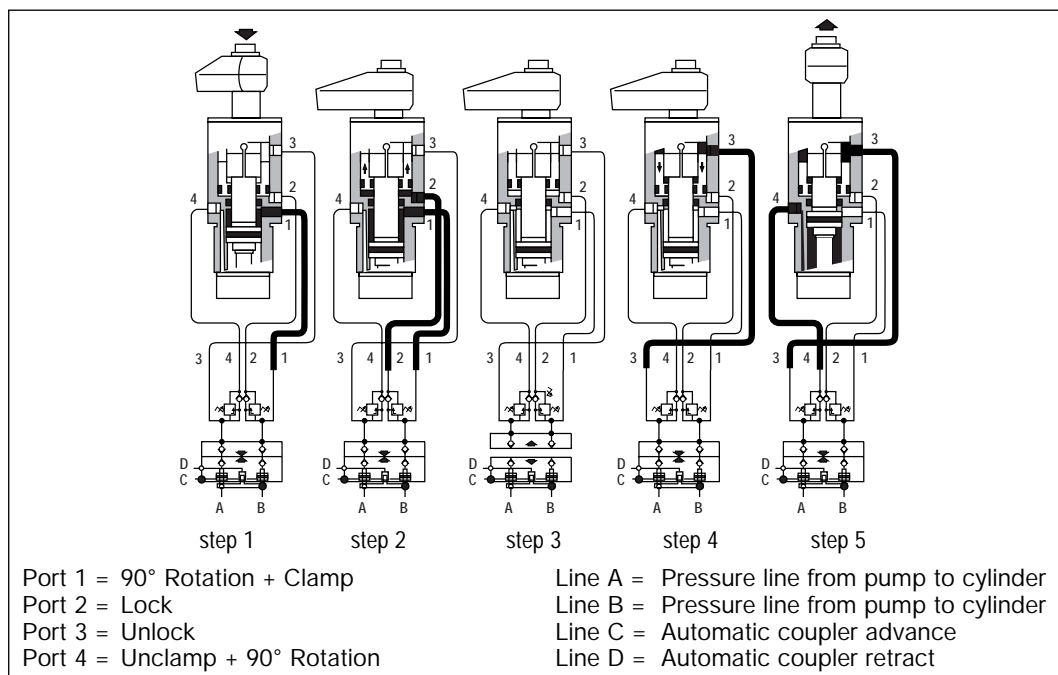 3 3 3 3 3
4 2 4 2 4 2 4 2 4 2
1 1 1 1 1
3 4 2 1 3 4 2 1 3 4 2 1 3 4 2 1 3 4 2 1
D D D D D
C C C C C
A B A B A B A B A B
step 1 step 2 step 3 step 4 step 5
Port 1 = 90° Rotation + Clamp
Port 2 = Lock
Port 3 = Unlock
Port 4 = Unclamp + 90° Rotation
Line A = Pressure line from pump to cylinder
Line B = Pressure line from pump to cylinder
Line C = Automatic coupler advance
Line D = Automatic coupler retract